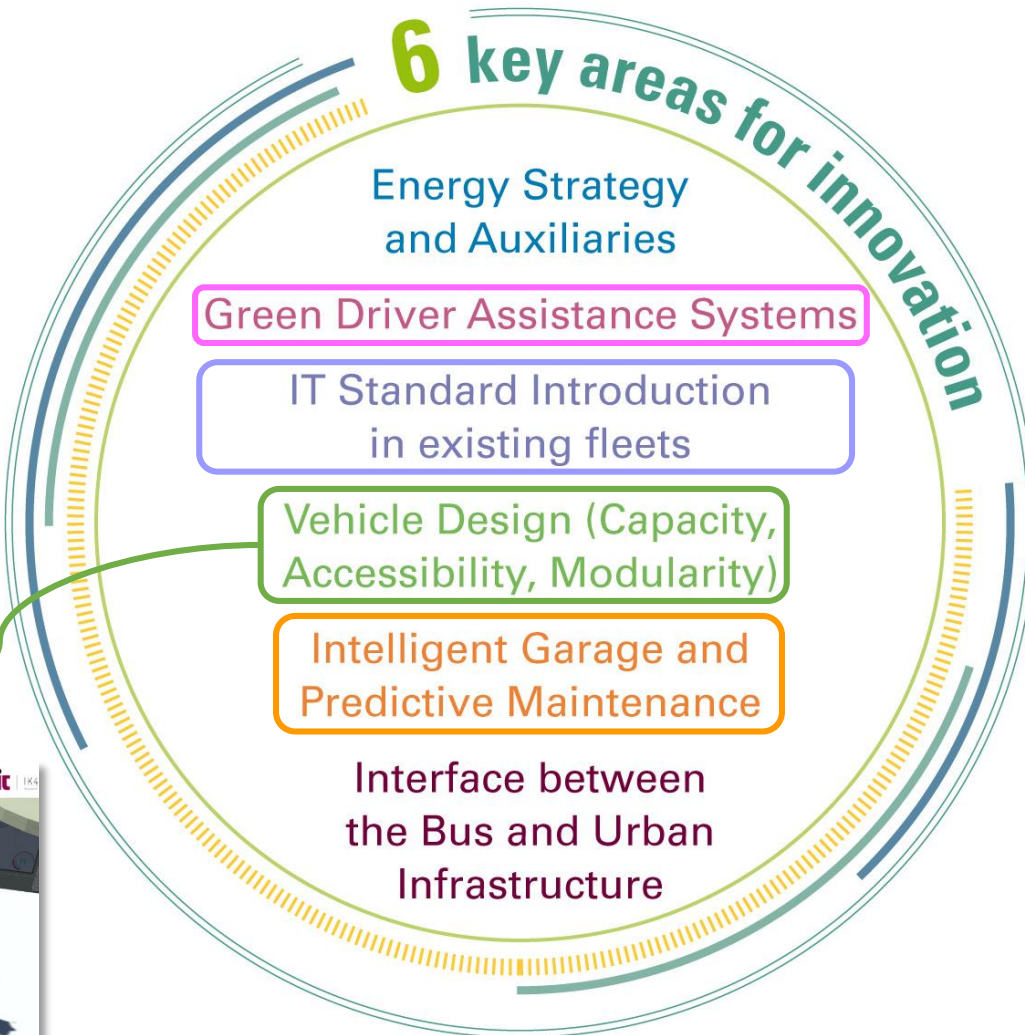 6 key areas for innovation
Energy Strategy
and Auxiliaries
Green Driver Assistance Systems
IT Standard Introduction
in existing fleets
Vehicle Design (Capacity,
Accessibility, Modularity)
Intelligent Garage and
Predictive Maintenance
Interface between
the Bus and Urban
Infrastructure